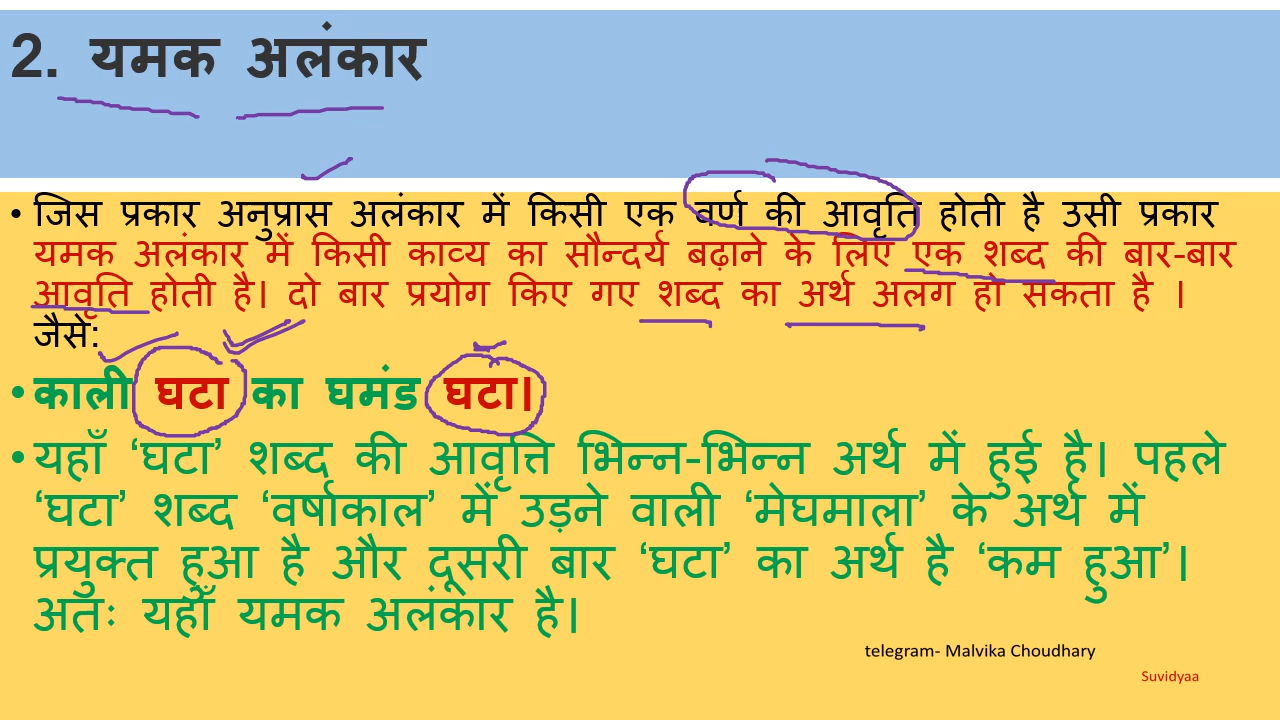 2. यमक अलंकार
• जिस प्रकार अनुप्रास अलंकार में किसी एक वर्ण की आवृति होती है उसी प्रकार
यमक अलंकार में किसी काव्य का सौन्दर्य बढ़ाने के लिए एक शब्द की बार-बार
आवृति होती है। दो बार प्रयोग किए गए शब्द का अर्थ अलग हो सकता है ।
जैसे:
• काली घटा का घमंड घटा।
• यहाँ ‘घटा’ शब्द की आवृत्ति भिन्न-भिन्न अर्थ में हुई है। पहले
‘घटा’ शब्द ‘वर्षाकाल’ में उड़ने वाली ‘मेघमाला’ के अर्थ में
प्रयुक्त हुआ है और दूसरी बार ‘घटा’ का अर्थ है ‘कम हुआ’।
अतः यहाँ यमक अलंकार है।
telegram- Malvika Choudhary
Suvidyaa